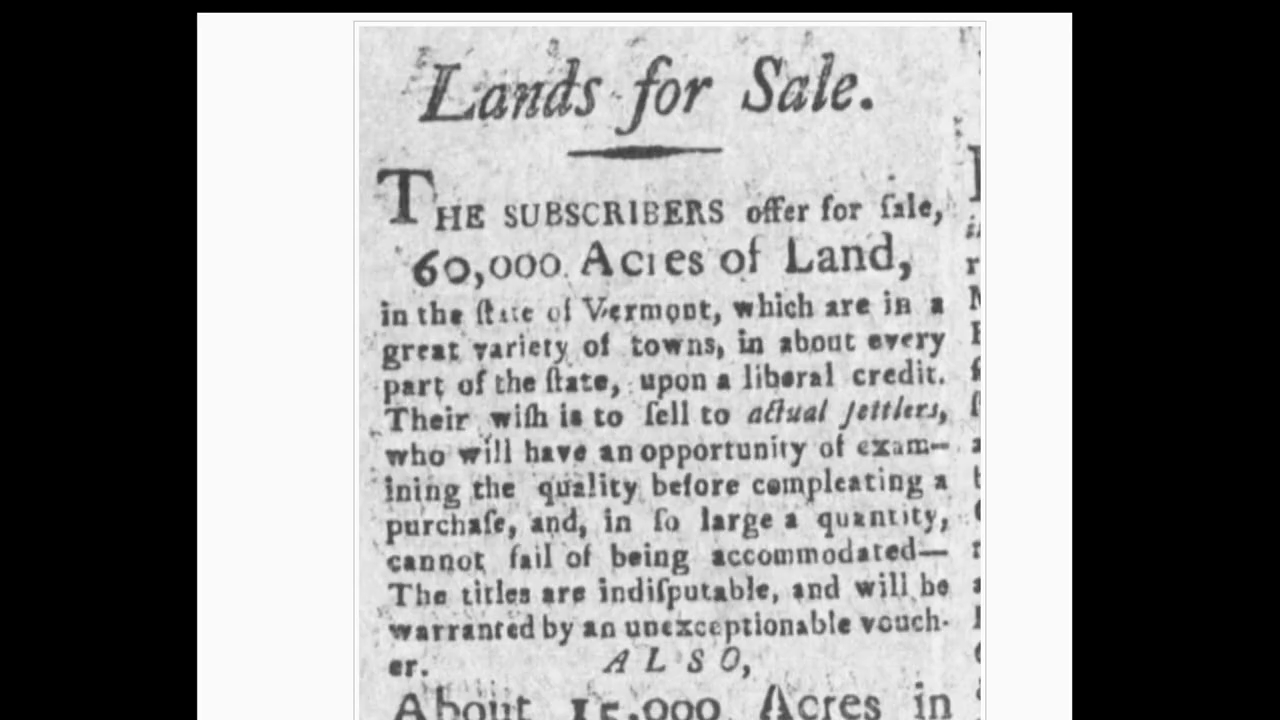 Lands for Sale.
THE SUBSCRIBERS offer for ſale,
60,000 Acres of Land,
in the ſtate of Vermont, which are in a
great variety of towns, in about every
part of the ſtate, upon a liberal credit.
Their wiſh is to ſell to actual ſettlers,
who will have an opportunity of exam-
ining the quality before compleating a
purchaſe, and, in ſo large a quantity,
cannot fail of being accommodated—
The titles are indiſputable, and will be
warranted by an unexceptionable vouch-
er. ALSO,
About 15,000 Acres in